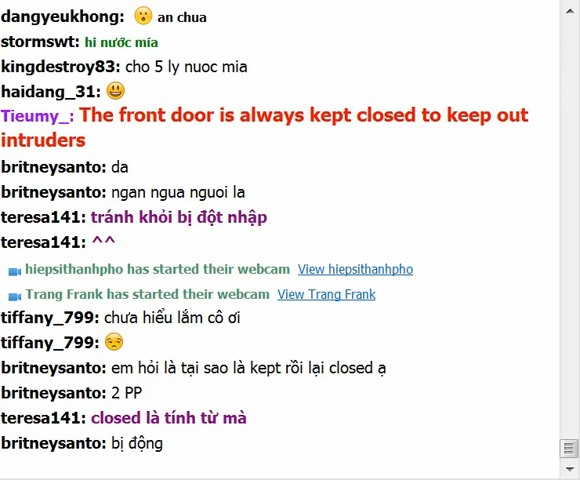 dangyeukhong: an chua
stormswt: hi nước mía
kingdestroy83: cho 5 ly nuoc mia
haidang_31:
Tieumy_: The front door is always kept closed to keep out
intruders
britneysanto: da
britneysanto: ngan ngua nguoi la
teresa141: tránh khỏi bị đột nhập
teresa141: ^^
hiepsithanhpho has started their webcam View hiepsithanhpho
Trang Frank has started their webcam View Trang Frank
tiffany_799: chưa hiểu lắm cô ơi
tiffany_799:
britneysanto: em hỏi là tại sao là kept rồi lại closed ạ
britneysanto: 2 PP
teresa141: closed là tính từ mà
britneysanto: bị động